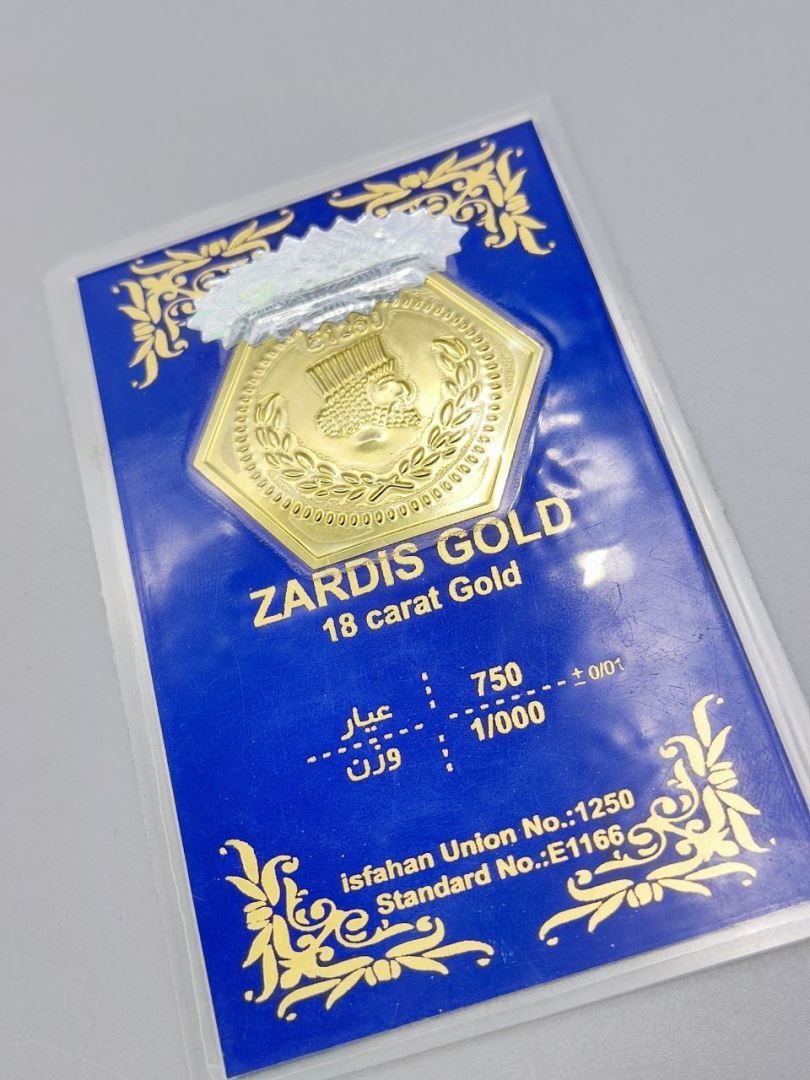 ZARDIS GOLD
18 carat Gold
عیار : 750 ± 0/01
وزن : 1/000
isfahan Union No.:1250
Standard No.:E1166